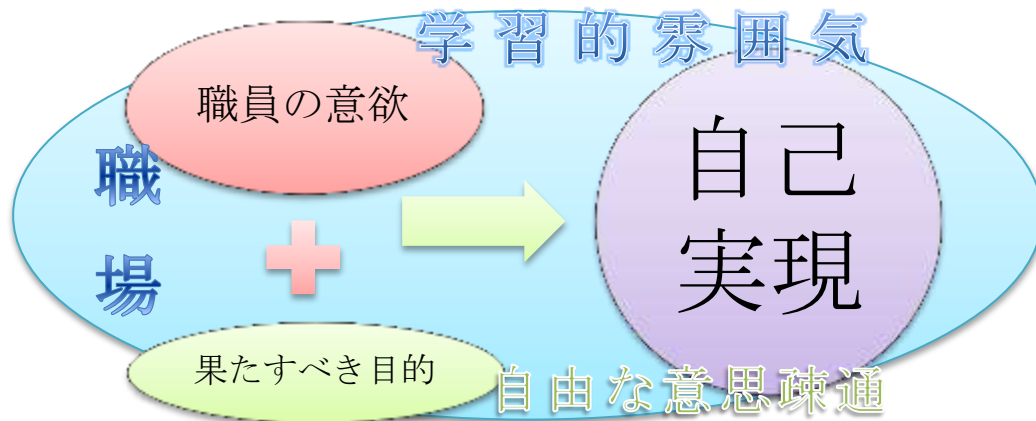 学習的雰囲気
職員の意欲
職
場
果たすべき目的
自己
実現
自由な意思疎通